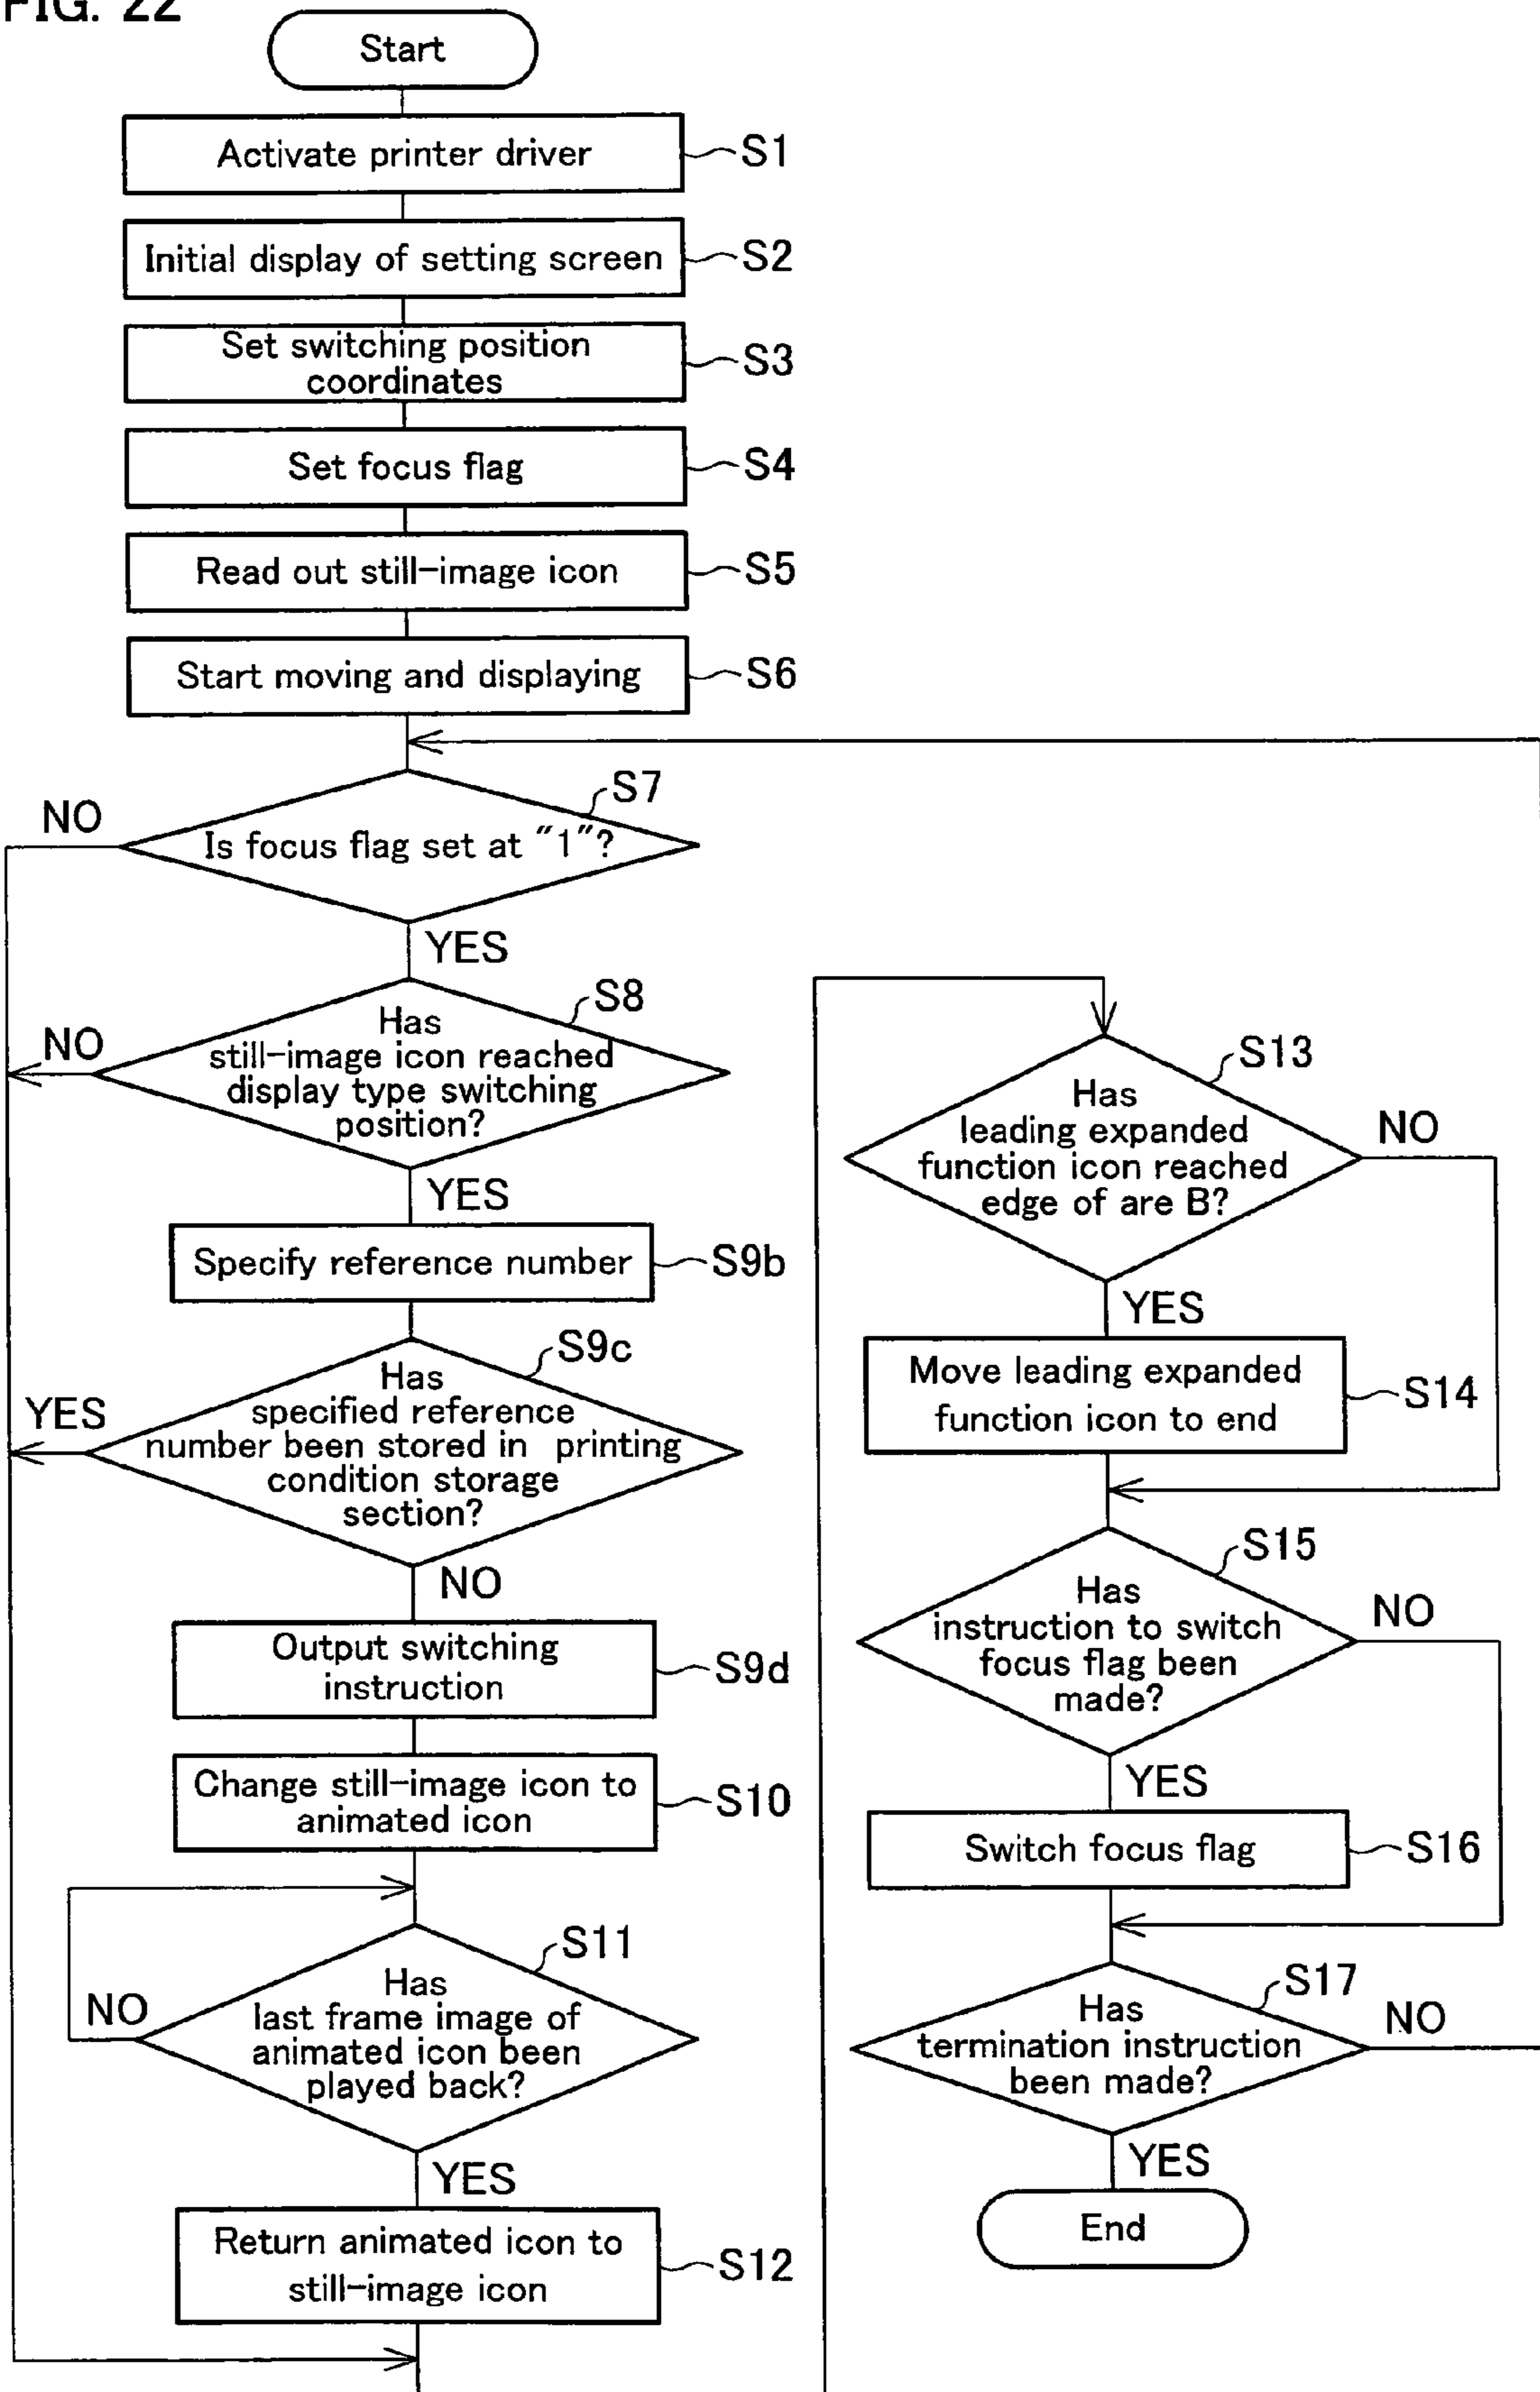 FIG. 22
Start
Activate printer driver
S1
Initial display of setting screen
S2
Set switching position
coordinates
S3
Set focus flag
S4
Read out still-image icon
S5
Start moving and displaying
S6
S7
NO
Is focus flag set at "1"?
YES
S8
NO
Has
still-image icon reached
display type switching
position?
YES
Specify reference number
S9b
S9c
YES
Has
specified reference
number been stored in printing
condition storage
section?
NO
Output switching
instruction
S9d
Change still-image icon to
animated icon
S10
S11
NO
Has
last frame image of
animated icon been
played back?
YES
Return animated icon to
still-image icon
S12
S13
Has
leading expanded
function icon reached
edge of are B?
NO
YES
Move leading expanded
function icon to end
S14
S15
Has
instruction to switch
focus flag been
made?
NO
YES
Switch focus flag
S16
S17
Has
termination instruction
been made?
NO
YES
End